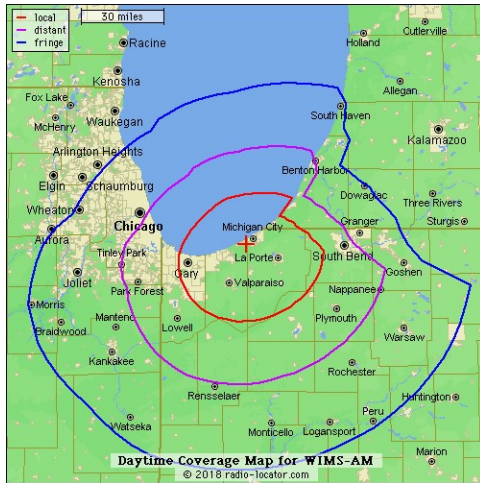 local
distant
fringe
30 miles
Holland
Cutlerville
Racine
Kenosha
Allegan
Fox Lake
South Haven
McHenry
Waukegan
Kalamazoo
Arlington Heights
Benton Harbor
Elgin
Schaumburg
Dowagiac
Three Rivers
Wheaton
Chicago
Granger
Sturgis
Aurora
Michigan City
Tinley Park
La Porte
South Bend
Gary
Goshen
Joliet
Park Forest
Valparaiso
Nappanee
Morris
Plymouth
Braidwood
Manteno
Lowell
Warsaw
Kankakee
Rochester
Rensselaer
Huntington
Watseka
Monticello
Logansport
Peru
Marion
Daytime Coverage Map for WIMS-AM
© 2018 radio-locator.com